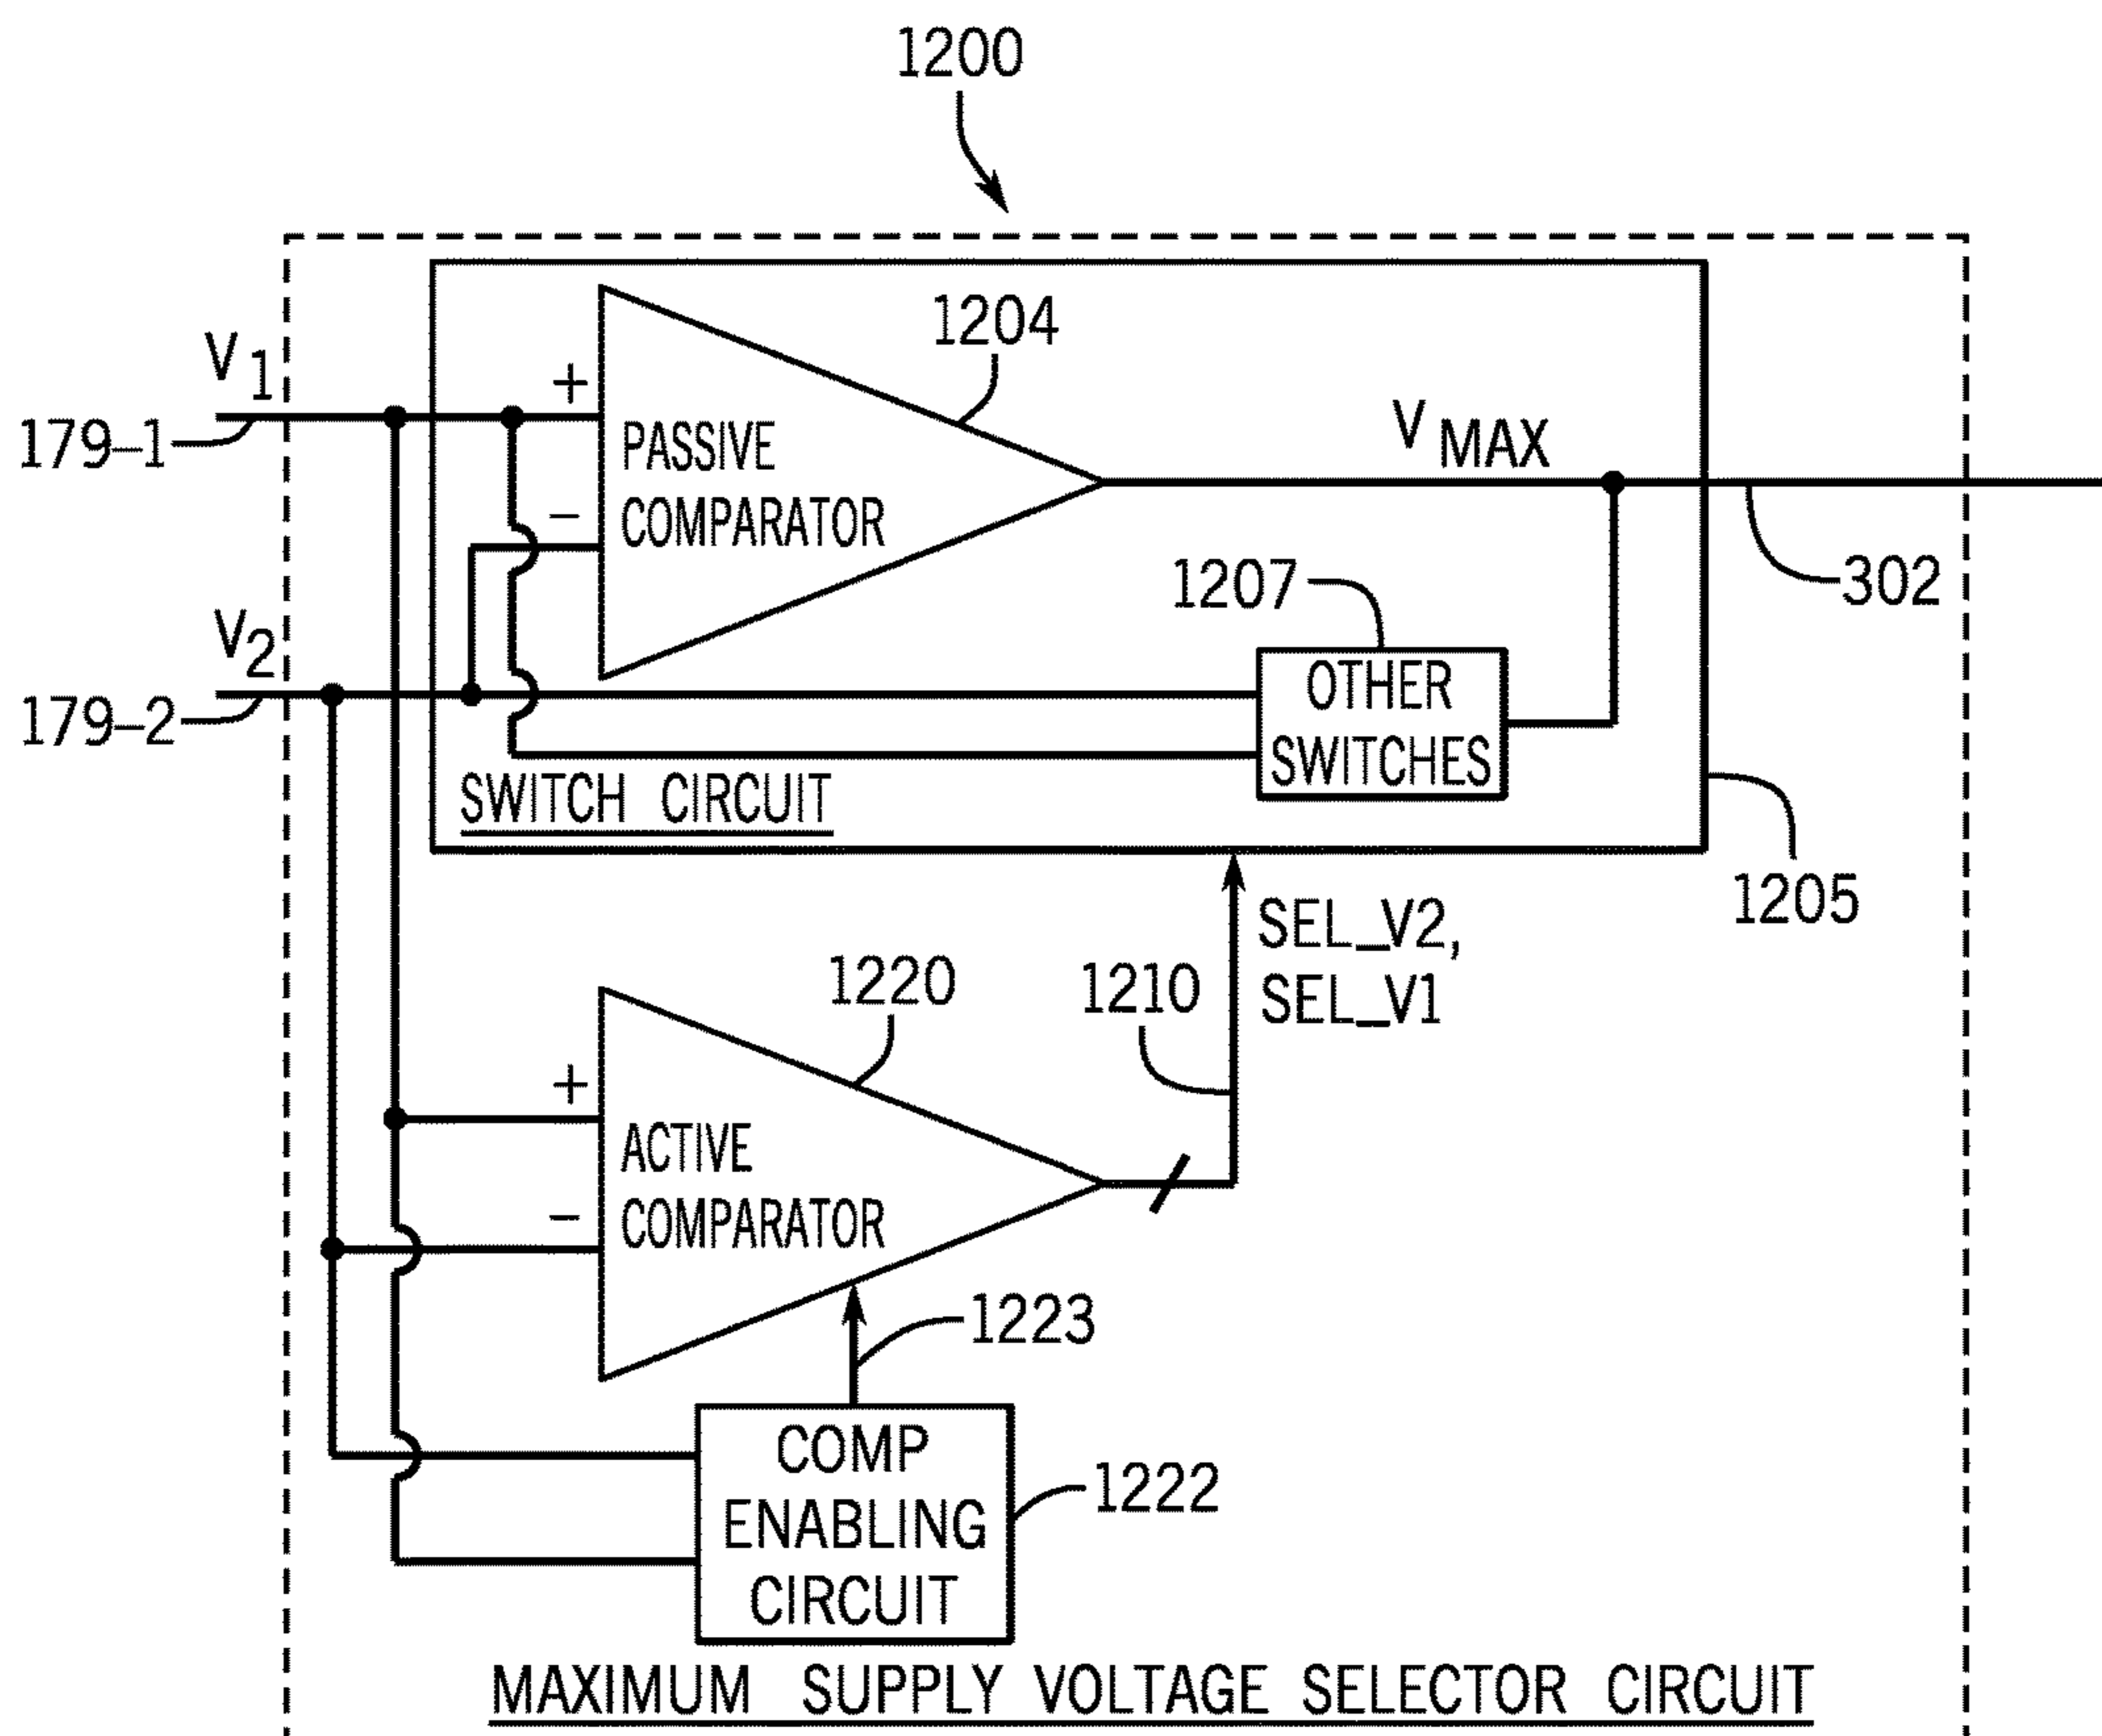 1200
1204
V1
+
179-1
PASSIVE
COMPARATOR
-
VMAX
302
1207
V2
179-2
OTHER
SWITCHES
SWITCH CIRCUIT
1205
SEL_V2,
SEL_V1
1210
1220
+
ACTIVE
COMPARATOR
-
1223
COMP
ENABLING
CIRCUIT
1222
MAXIMUM SUPPLY VOLTAGE SELECTOR CIRCUIT